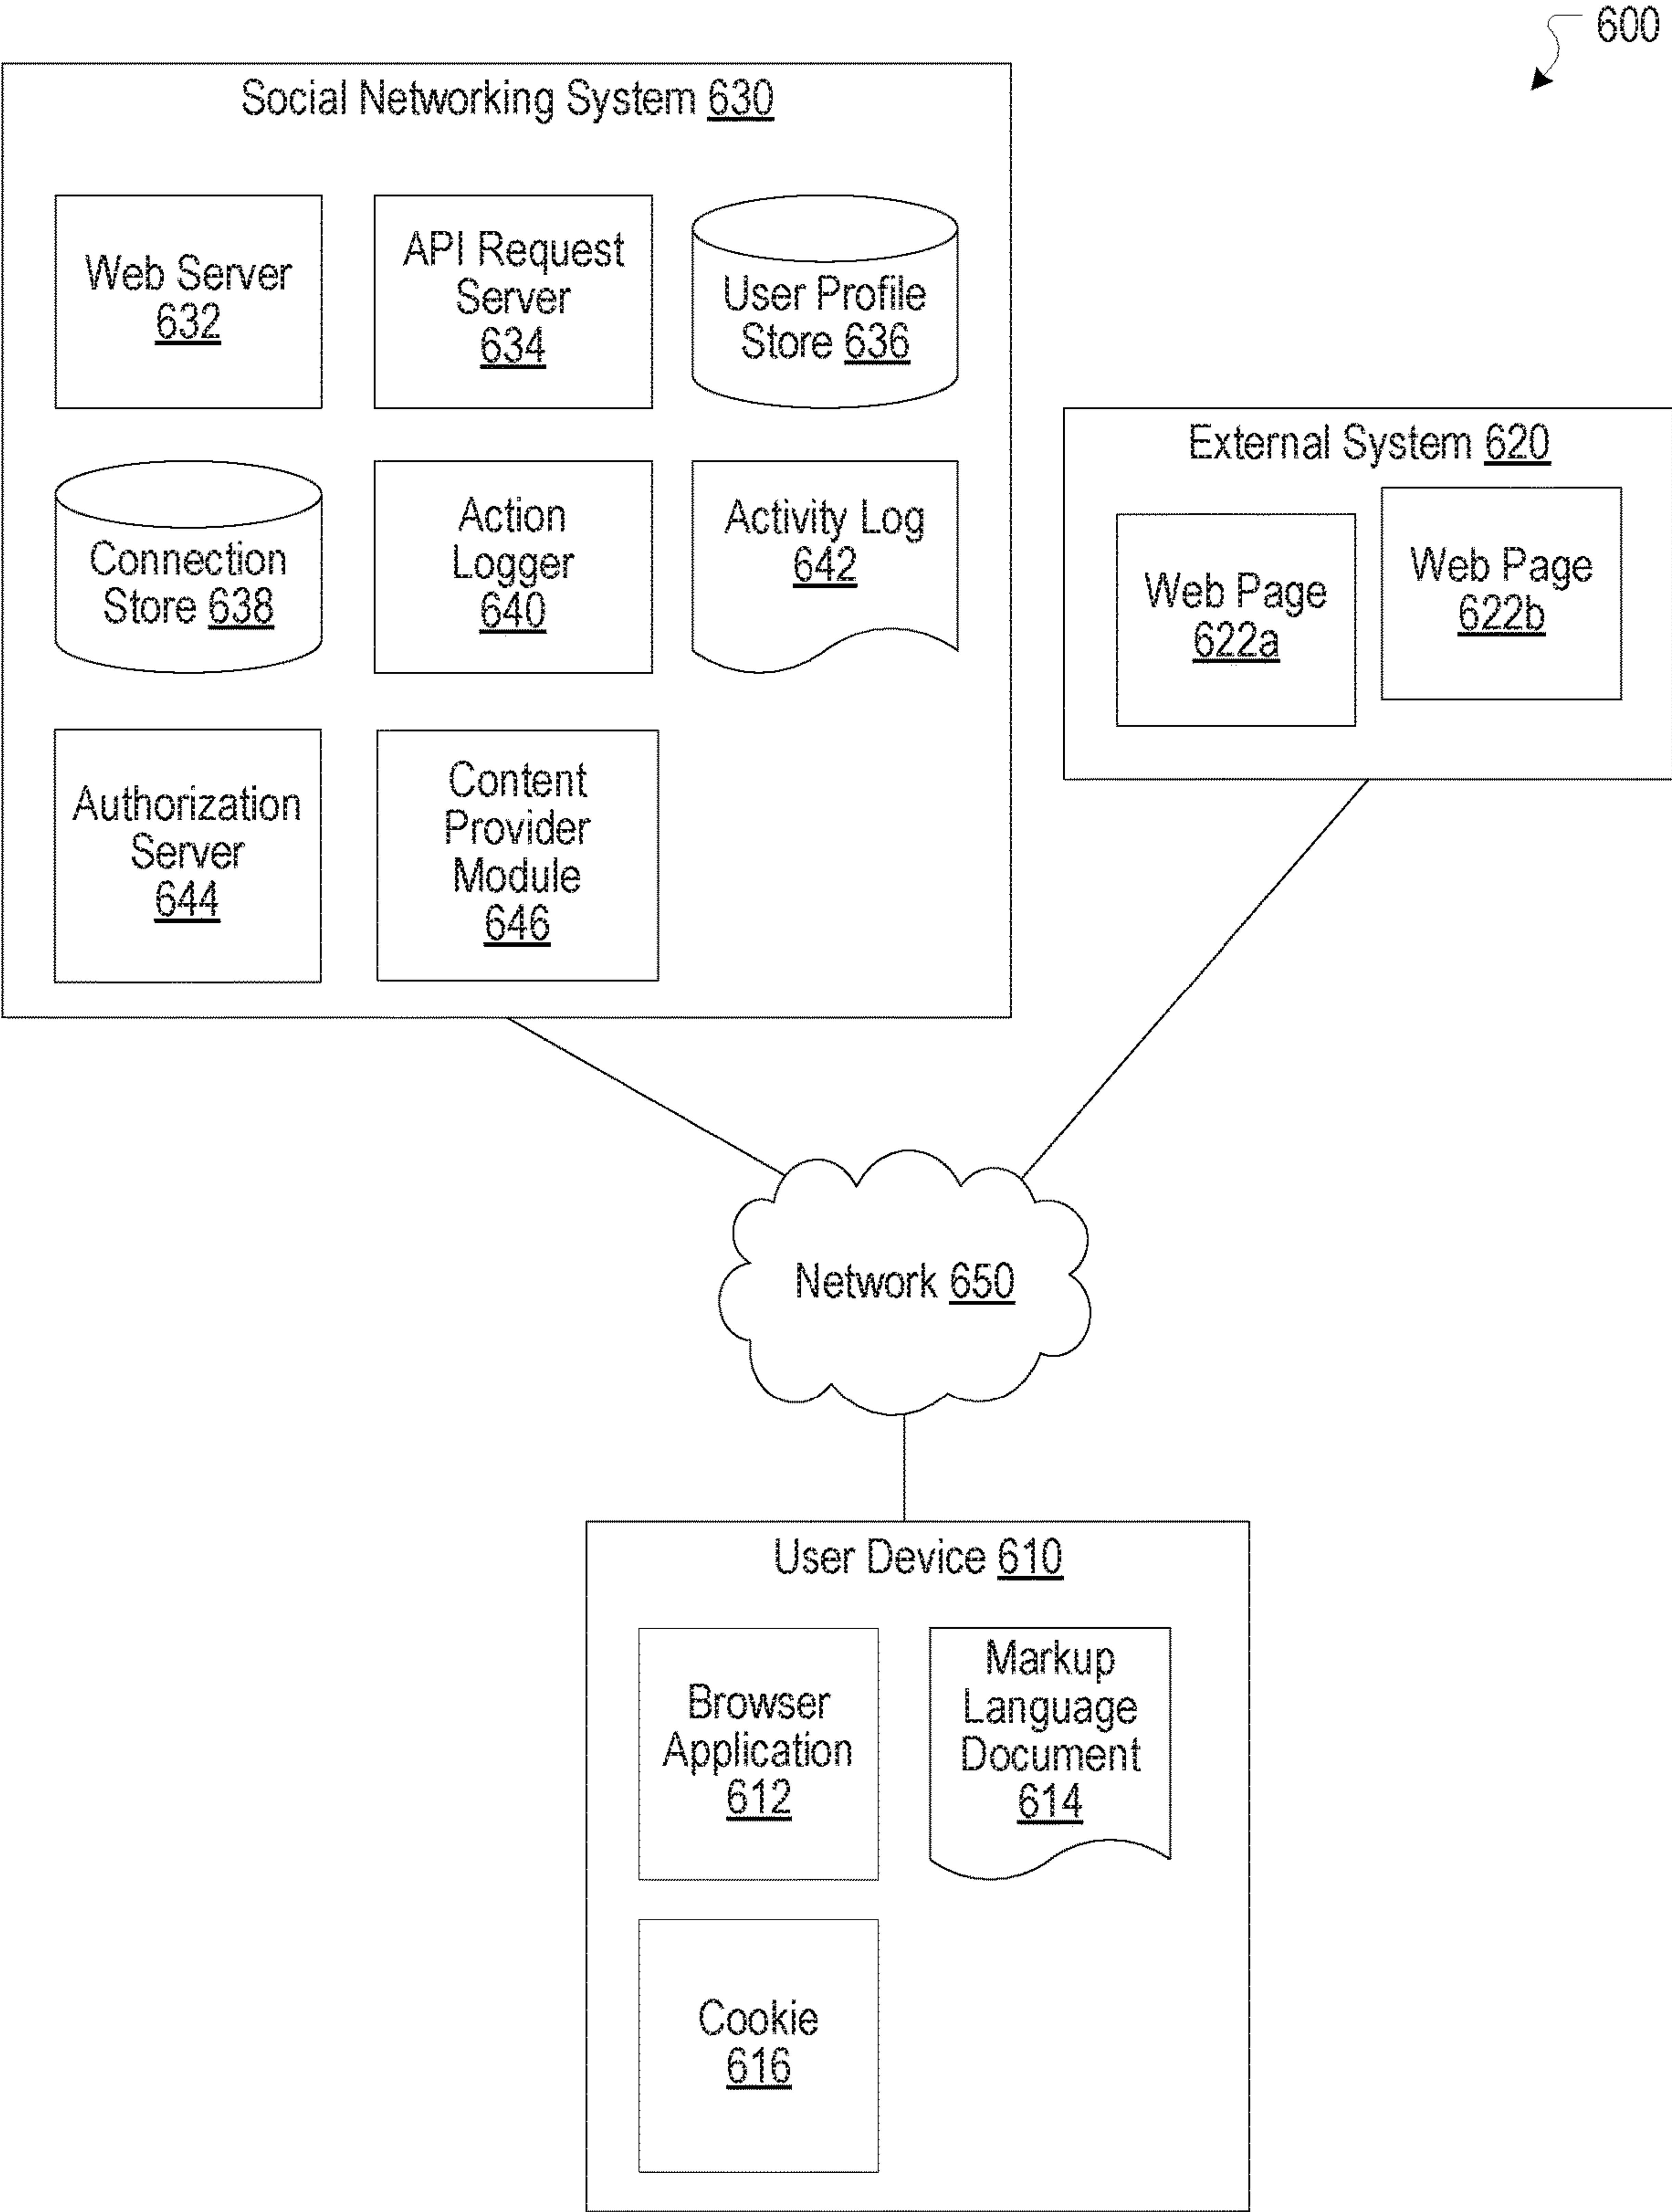 600
Social Networking System 630
Web Server
632
API Request
Server
634
User Profile
Store 636
Connection
Store 638
Action
Logger
640
Activity Log
642
Authorization
Server
644
Content
Provider
Module
646
External System 620
Web Page
622a
Web Page
622b
Network 650
User Device 610
Browser
Application
612
Markup
Language
Document
614
Cookie
616